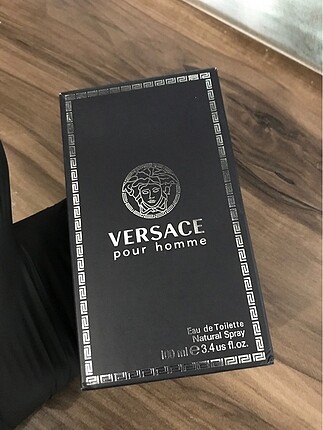 VERSACE
pour homme
Eau de Toilette
Natural Spray
100 ml ℮ 3.4 us fl.oz.